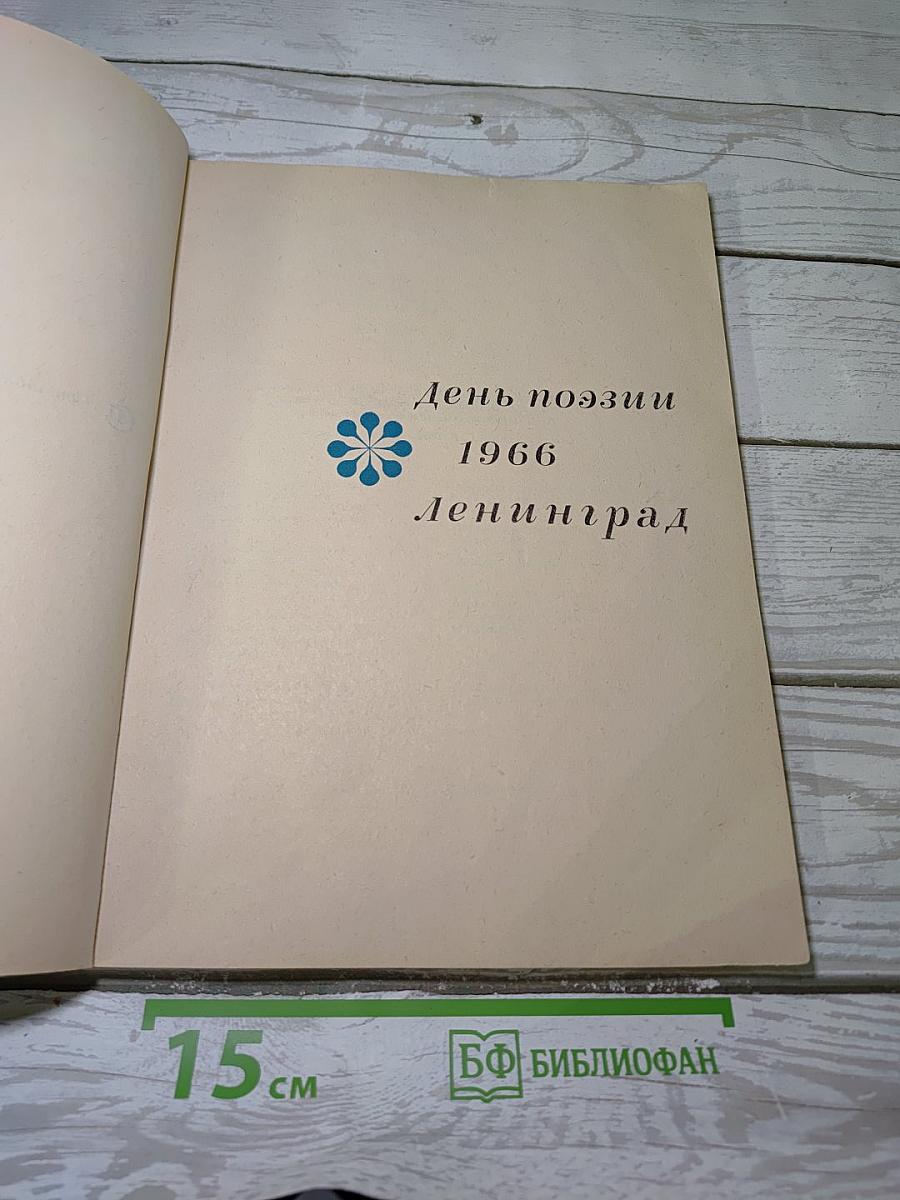 День поэзии
1966
Ленинград
15 см
БФ БИБЛИОФАН